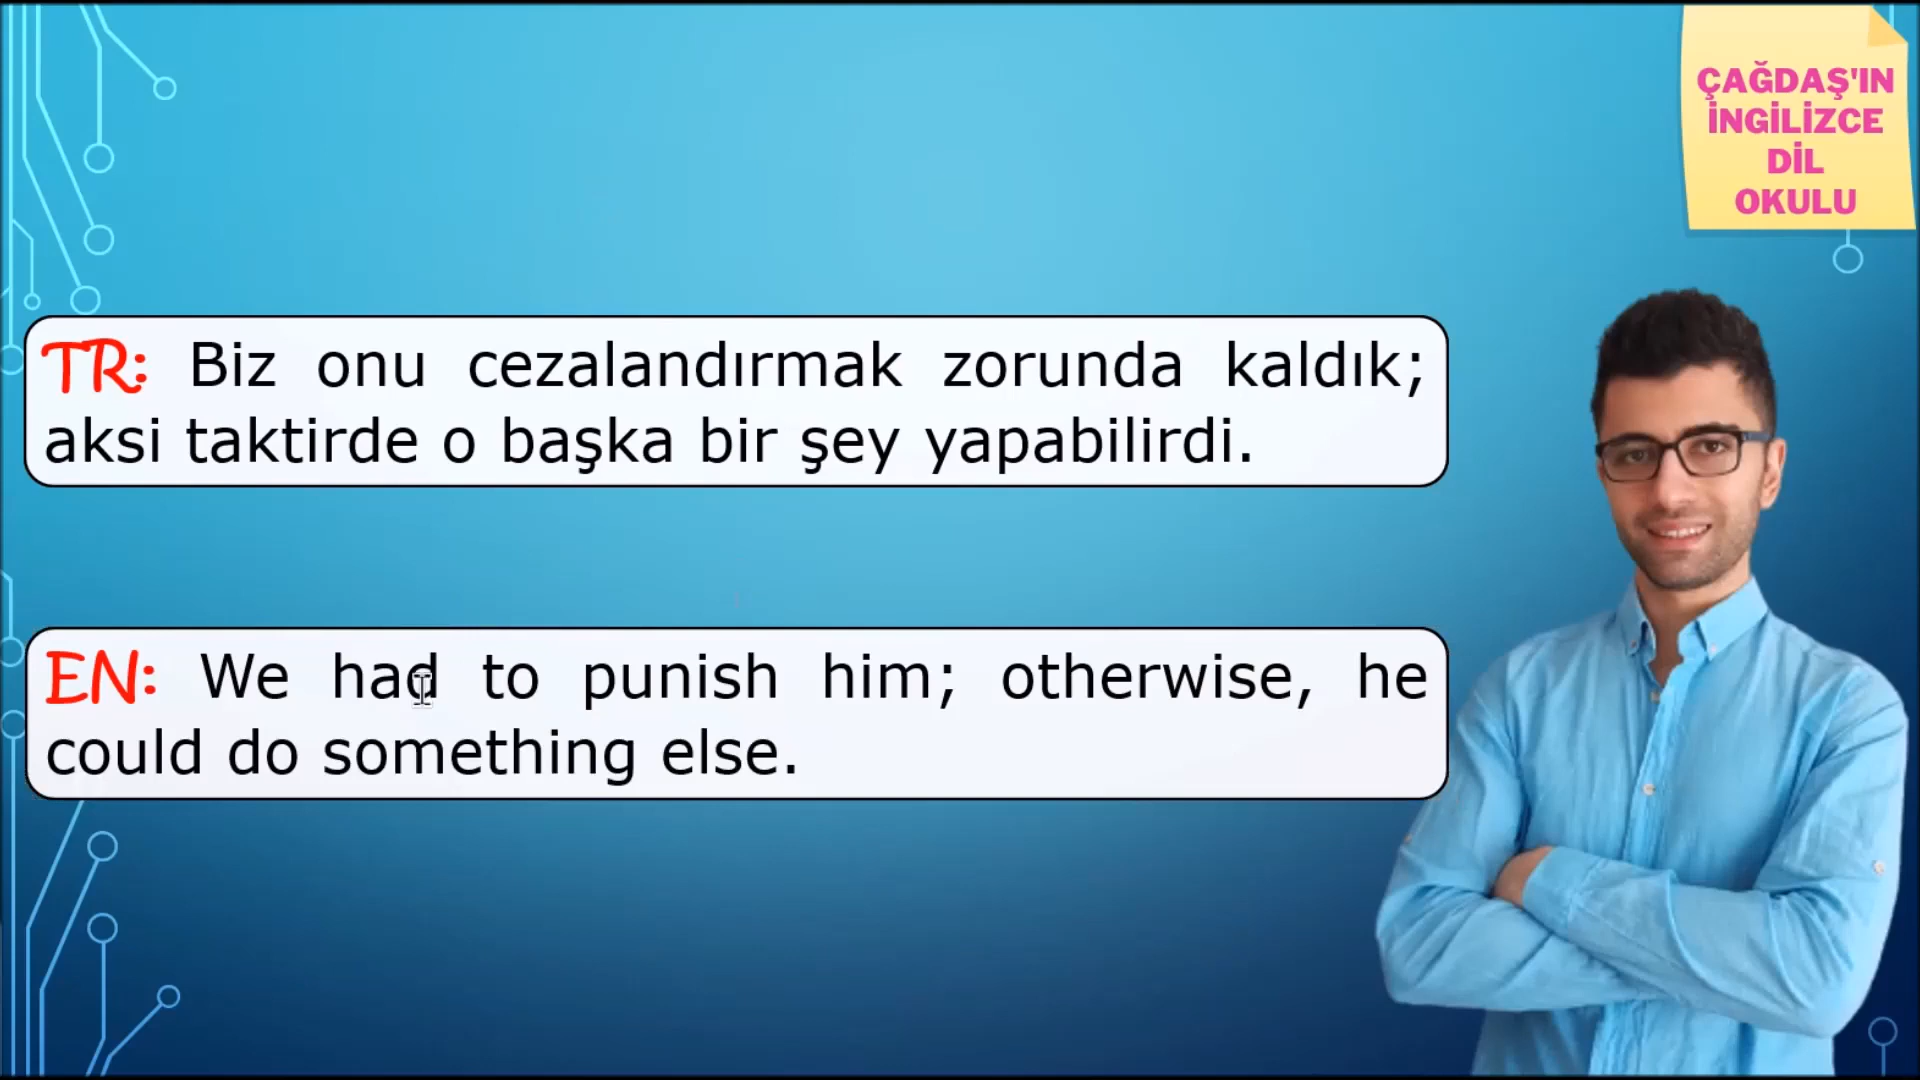 ÇAĞDAŞ'IN
İNGİLİZCE
DİL
OKULU
TR: Biz onu cezalandırmak zorunda kaldık;
aksi taktirde o başka bir şey yapabilirdi.
EN: We had to punish him; otherwise, he
could do something else.